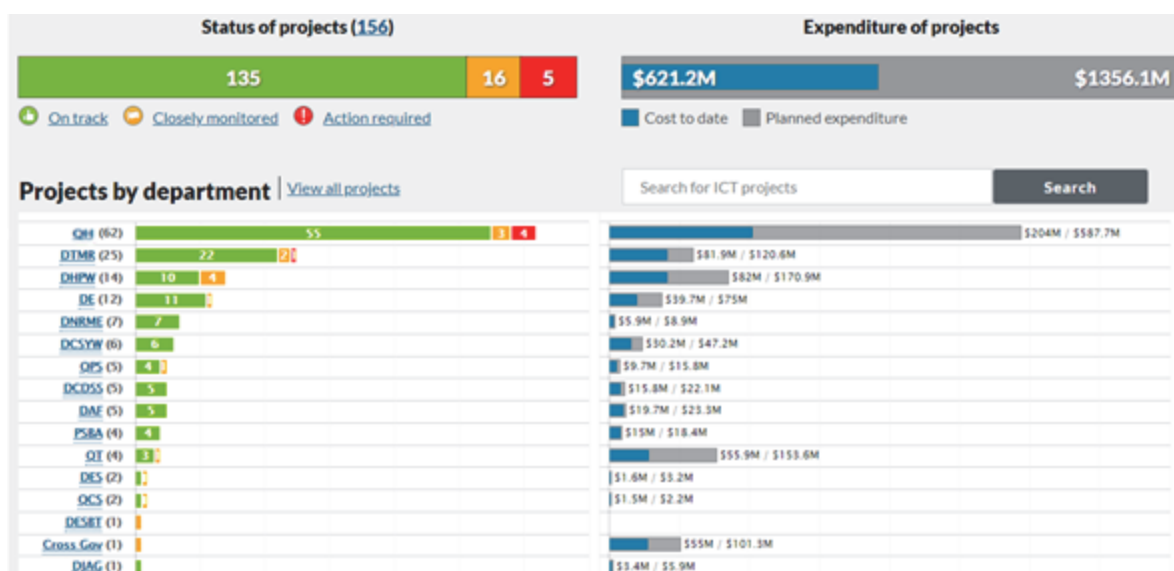 Status of projects (156)
Expenditure of projects
135 16 5
$621.2M $1356.1M
On track Closely monitored Action required
Cost to date Planned expenditure
Projects by department View all projects
Search for ICT projects Search
QH (62) 55 3 4 $204M / $587.7M
DTMR (25) 22 2 $81.9M / $120.6M
DHPW (14) 10 4 $82M / $170.9M
DE (12) 11 $39.7M / $75M
DNRME (7) 7 $5.9M / $8.9M
DCSYW (6) 6 $30.2M / $47.2M
QPS (5) 4 $9.7M / $15.8M
DCDSS (5) 5 $15.8M / $22.1M
DAF (5) 5 $19.7M / $23.3M
PSBA (4) 4 $15M / $18.4M
QT (4) 3 $55.9M / $153.6M
DES (2) $1.6M / $3.2M
QCS (2) $1.5M / $2.2M
DESBT (1)
Cross Gov (1) $55M / $101.3M
(1) $3.4M / $5.9M